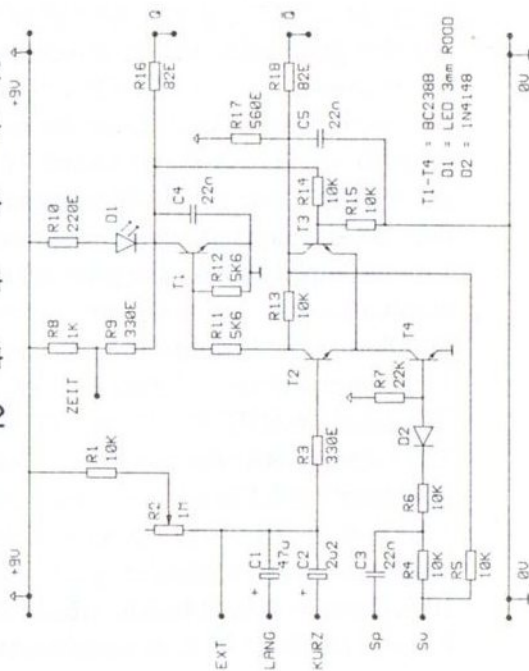 +9V
+9V
R1
10K
R8
1K
R10
220E
ZEIT
R9
330E
D1
R2
1M
R16
82E
Q
EXT
C4
22n
T1
R12
5K6
R11
5K6
LANG
C1
47u
R17
560E
KURZ
C2
2u2
R13
10K
R18
82E
Q
T2
R3
330E
T3
R14
10K
C5
22n
R15
10K
Sp
C3
22n
R7
22K
T4
D2
R6
10K
Sv
R4
10K
R5
10K
T1-T4 = BC238B
D1 = LED 3mm ROOD
D2 = 1N4148
0V
0V